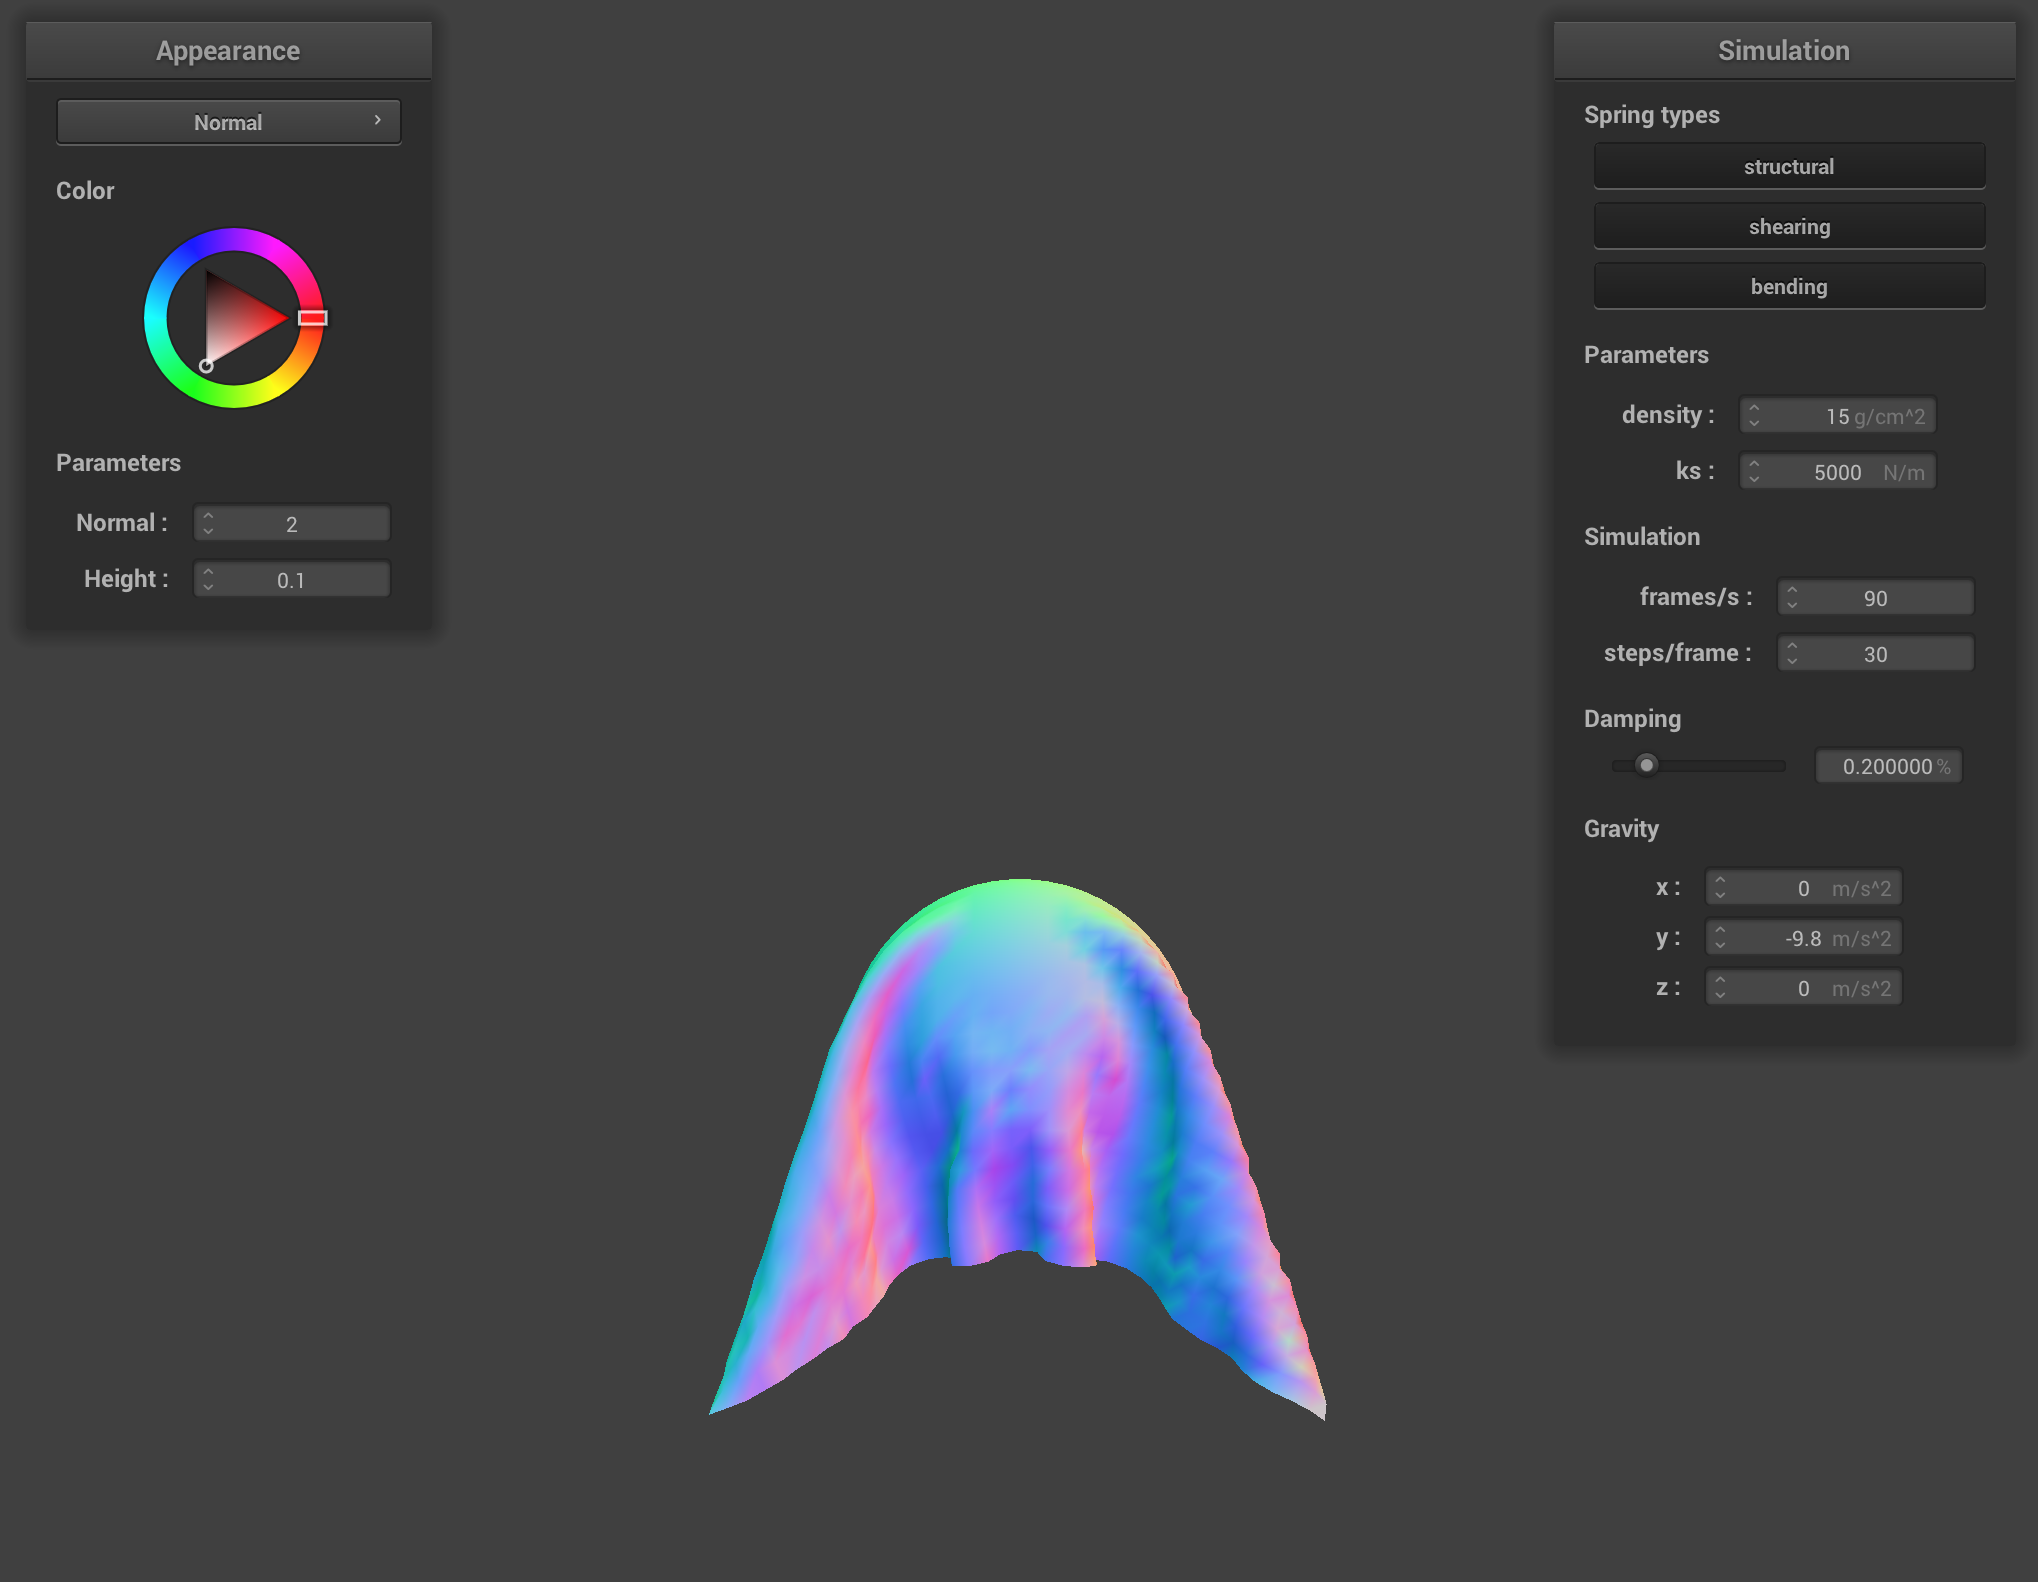 Appearance
Normal
Color
Parameters
Normal : 2
Height : 0.1
Simulation
Spring types
structural
shearing
bending
Parameters
density : 15 g/cm^2
ks : 5000 N/m
Simulation
frames/s : 90
steps/frame : 30
Damping
0.200000 %
Gravity
x : 0 m/s^2
y : -9.8 m/s^2
z : 0 m/s^2